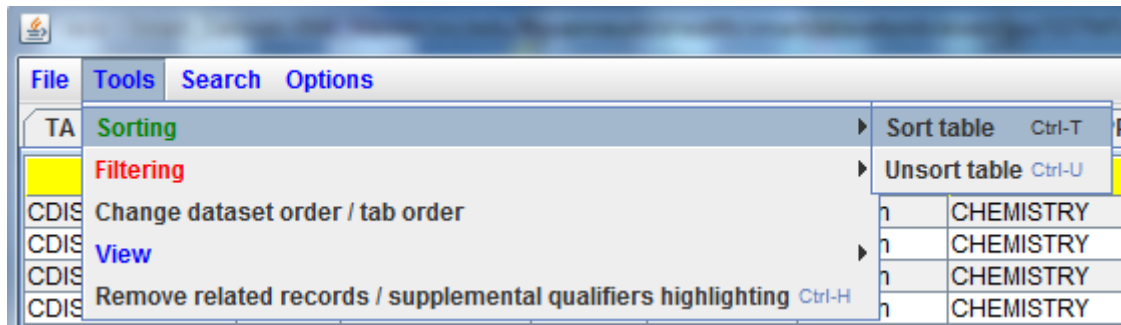 File Tools Search Options
TA Sorting Sort table Ctrl-T
Filtering Unsort table Ctrl-U
CDIS Change dataset order / tab order n CHEMISTRY
CDIS View n CHEMISTRY
CDIS n CHEMISTRY
CDIS Remove related records / supplemental qualifiers highlighting Ctrl-H n CHEMISTRY